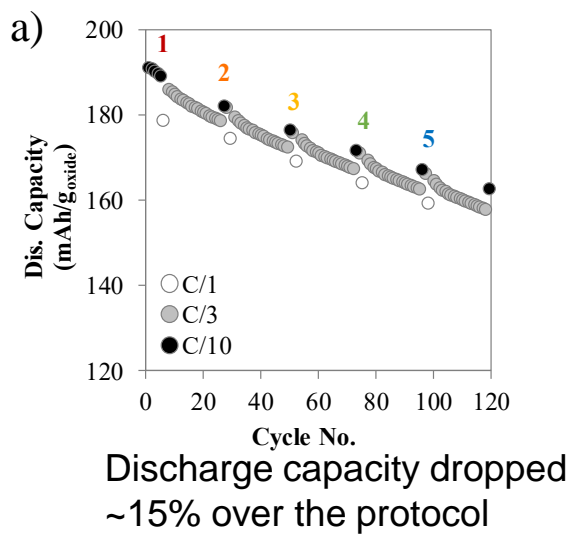 a)
200
180
160
140
120
Dis. Capacity
(mAh/g_oxide)
1
2
3
4
5
C/1
C/3
C/10
0 20 40 60 80 100 120
Cycle No.
Discharge capacity dropped
~15% over the protocol